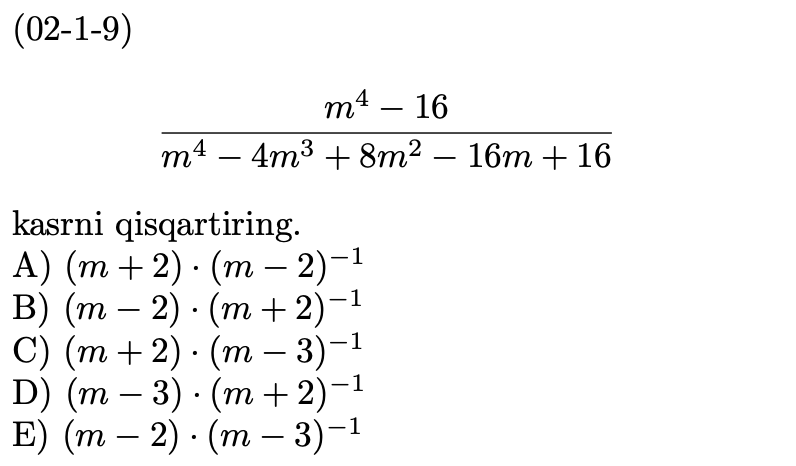 (02-1-9)
m⁴ − 16
m⁴ − 4m³ + 8m² − 16m + 16
kasrni qisqartiring.
A) (m + 2) · (m − 2)⁻¹
B) (m − 2) · (m + 2)⁻¹
C) (m + 2) · (m − 3)⁻¹
D) (m − 3) · (m + 2)⁻¹
E) (m − 2) · (m − 3)⁻¹